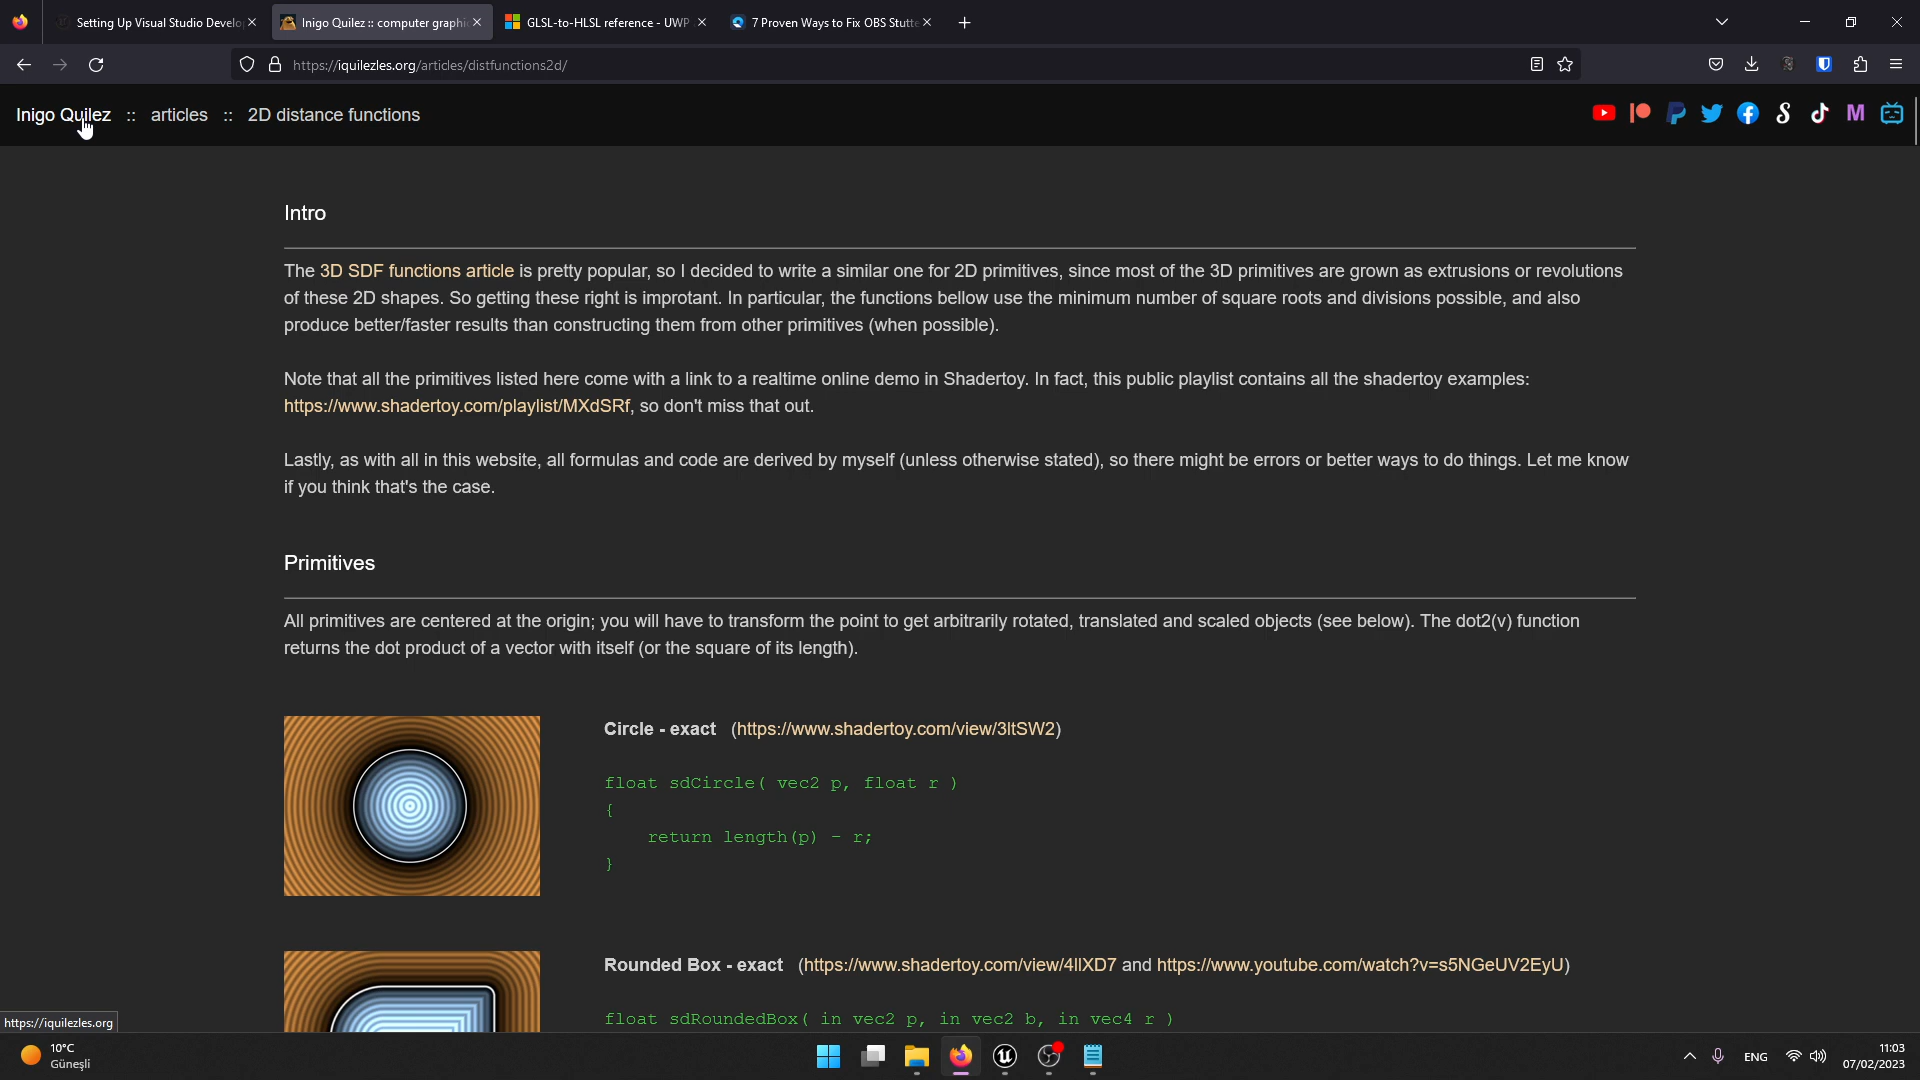 Setting Up Visual Studio Develo
Inigo Quilez :: computer graphic
GLSL-to-HLSL reference - UWP
7 Proven Ways to Fix OBS Stutte
https://iquilezles.org/articles/distfunctions2d/
Inigo Quilez :: articles :: 2D distance functions
Intro
The 3D SDF functions article is pretty popular, so I decided to write a similar one for 2D primitives, since most of the 3D primitives are grown as extrusions or revolutions
of these 2D shapes. So getting these right is improtant. In particular, the functions bellow use the minimum number of square roots and divisions possible, and also
produce better/faster results than constructing them from other primitives (when possible).
Note that all the primitives listed here come with a link to a realtime online demo in Shadertoy. In fact, this public playlist contains all the shadertoy examples:
https://www.shadertoy.com/playlist/MXdSRf, so don't miss that out.
Lastly, as with all in this website, all formulas and code are derived by myself (unless otherwise stated), so there might be errors or better ways to do things. Let me know
if you think that's the case.
Primitives
All primitives are centered at the origin; you will have to transform the point to get arbitrarily rotated, translated and scaled objects (see below). The dot2(v) function
returns the dot product of a vector with itself (or the square of its length).
Circle - exact (https://www.shadertoy.com/view/3ltSW2)
float sdCircle( vec2 p, float r )
{
return length(p) - r;
}
Rounded Box - exact (https://www.shadertoy.com/view/4llXD7 and https://www.youtube.com/watch?v=s5NGeUV2EyU)
float sdRoundedBox( in vec2 p, in vec2 b, in vec4 r )
https://iquilezles.org
10°C
Güneşli
ENG
11:03
07/02/2023